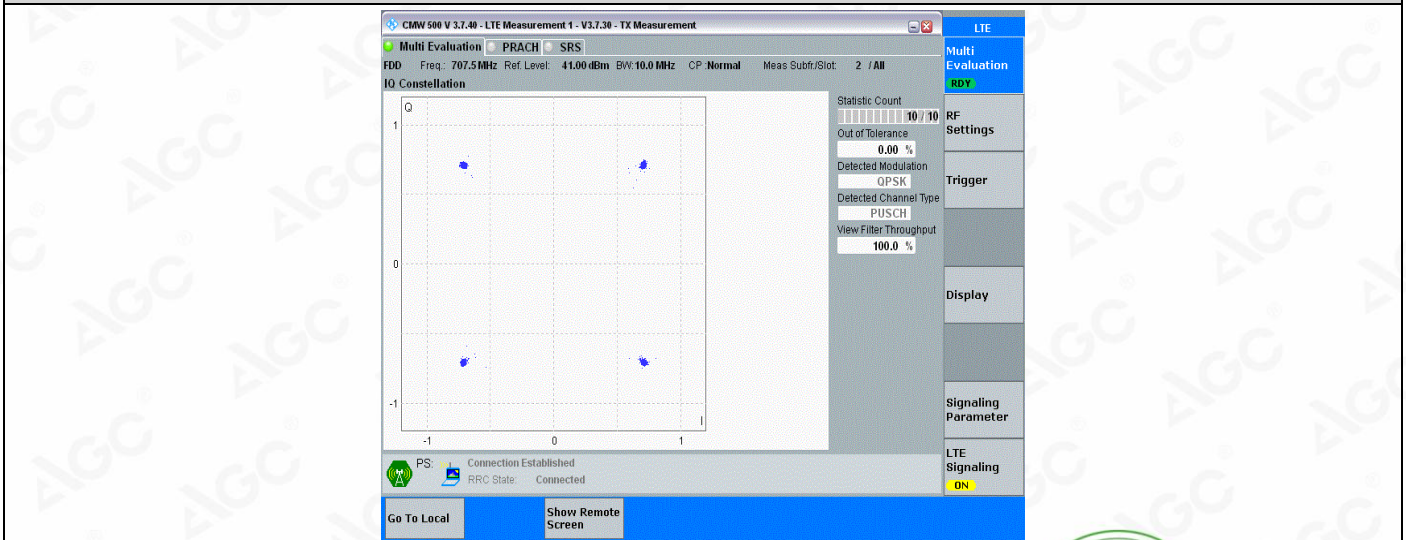 CMW 500 V 3.7.40 - LTE Measurement 1 - V3.7.30 - TX Measurement
LTE
Multi Evaluation PRACH SRS
FDD Freq.: 707.5 MHz Ref. Level: 41.00 dBm BW: 10.0 MHz CP :Normal Meas Subfr./Slot: 2 / All
IQ Constellation
Q
1
0
-1
I
-1 0 1
Statistic Count
10 / 10
Out of Tolerance
0.00 %
Detected Modulation
QPSK
Detected Channel Type
PUSCH
View Filter Throughput
100.0 %
Multi
Evaluation
RDY
RF
Settings
Trigger
Display
Signaling
Parameter
LTE
Signaling
ON
PS: Connection Established
RRC State: Connected
Go To Local
Show Remote
Screen
AGC